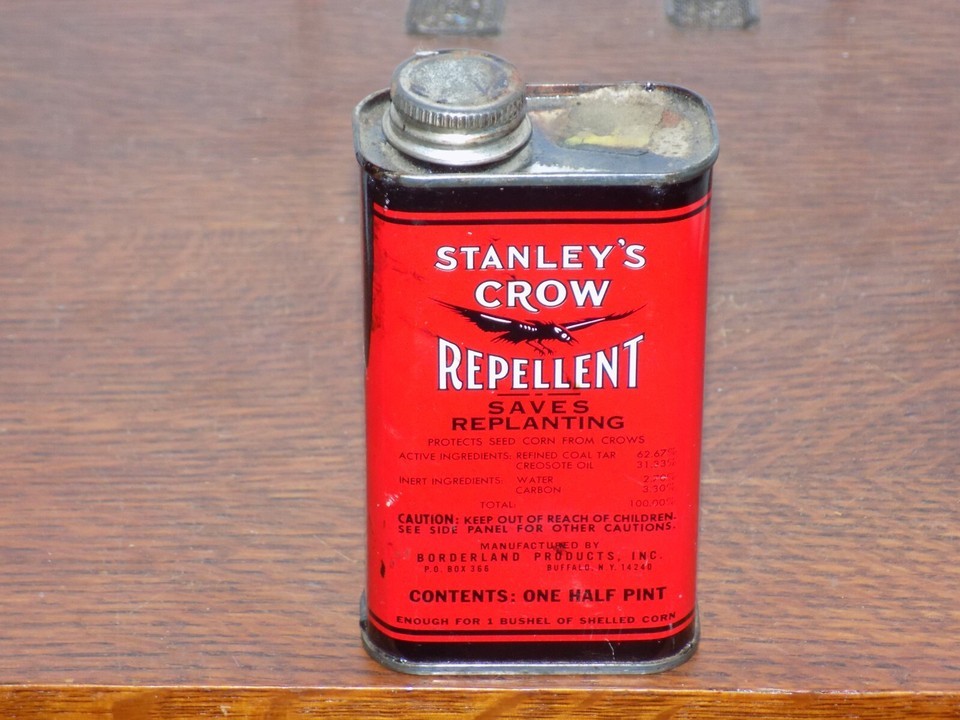 STANLEY'S
CROW
REPELLENT
SAVES
REPLANTING
PROTECTS SEED CORN FROM CROWS
ACTIVE INGREDIENTS: REFINED COAL TAR 62.67%
CREOSOTE OIL
INERT INGREDIENTS: WATER
CARBON
TOTAL: 100.00%
CAUTION: KEEP OUT OF REACH OF CHILDREN.
SEE SIDE PANEL FOR OTHER CAUTIONS.
MANUFACTURED BY
BORDERLAND PRODUCTS, INC.
P.O. BOX 366 BUFFALO, N.Y. 14240
CONTENTS: ONE HALF PINT
ENOUGH FOR 1 BUSHEL OF SHELLED CORN